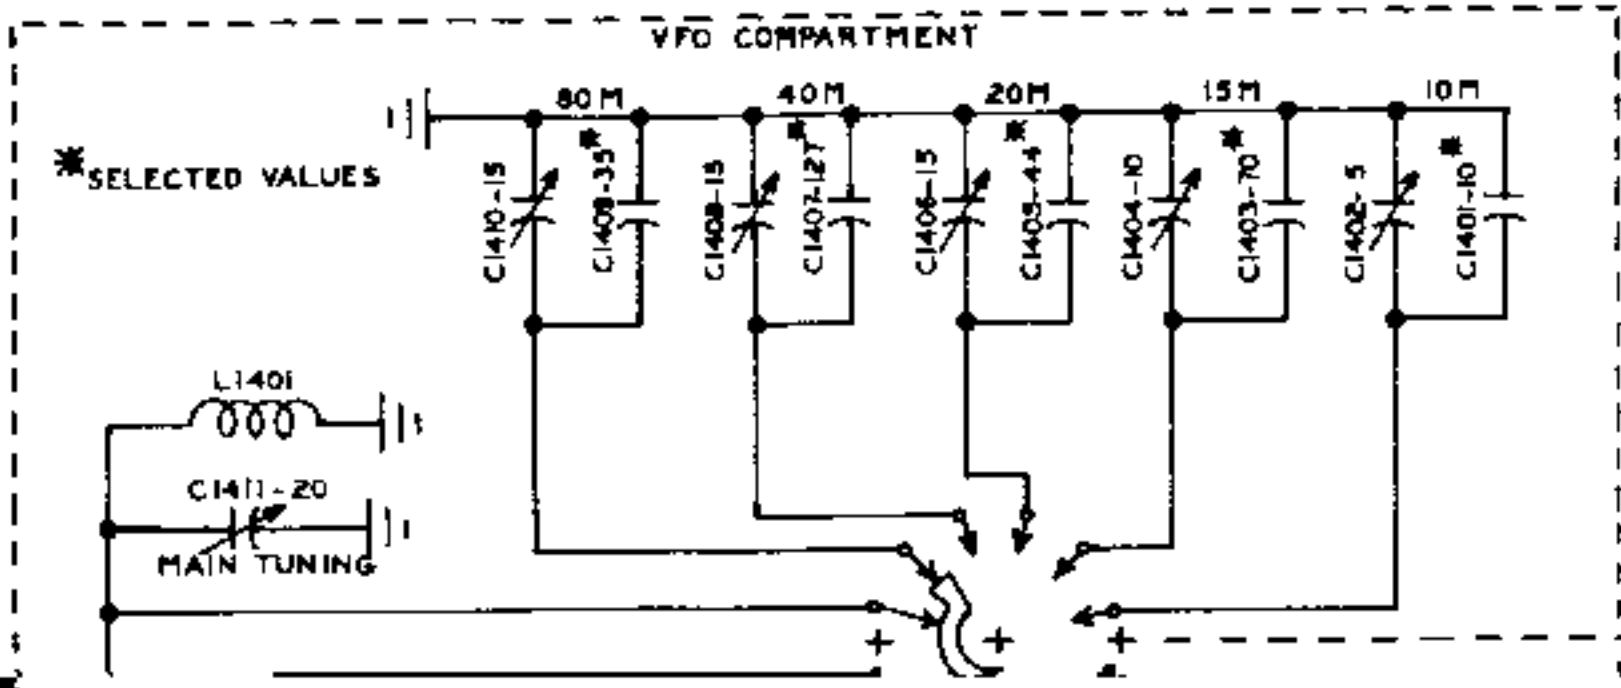 VFO COMPARTMENT
80M 40M 20M 15M 10M
*SELECTED VALUES
C1410-15
*
C1409-35
C1408-15
*
C1407-127
C1406-15
*
C1405-44
C1404-10
*
C1403-70
C1402-5
*
C1401-10
L1401
C1411-20
MAIN TUNING